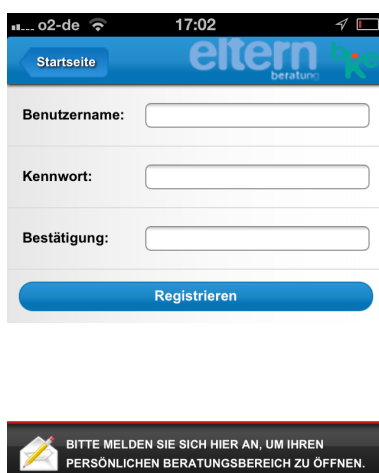 o2-de 17:02
Startseite
eltern
beratung
bke
Benutzername:
Kennwort:
Bestätigung:
Registrieren
BITTE MELDEN SIE SICH HIER AN, UM IHREN
PERSÖNLICHEN BERATUNGSBEREICH ZU ÖFFNEN.